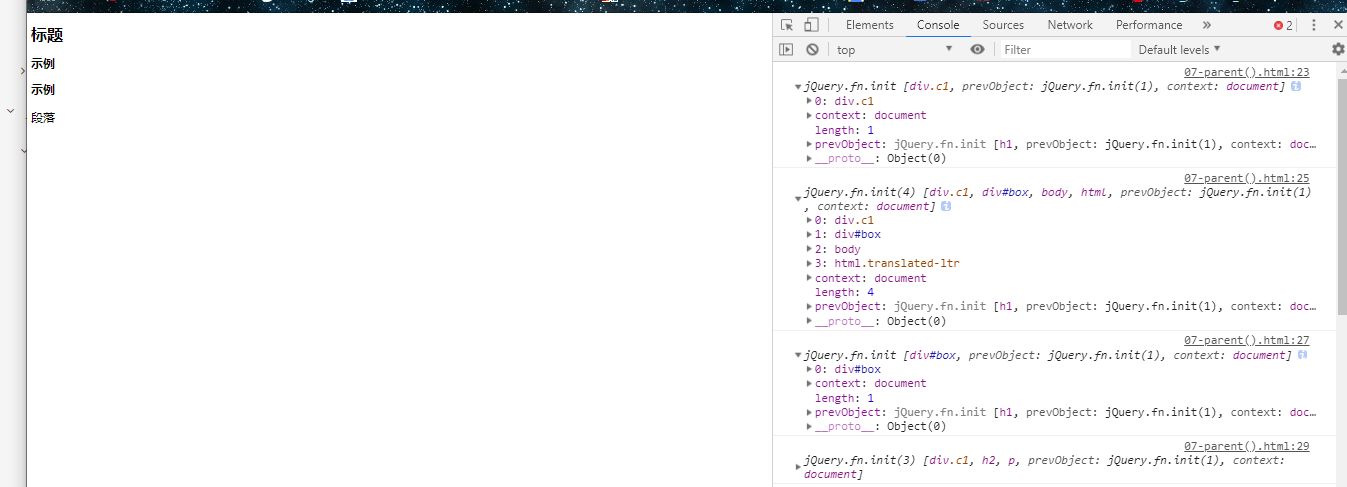 标题
示例
示例
段落
Elements Console Sources Network Performance » 2
top Filter Default levels
07-parent().html:23
jQuery.fn.init [div.c1, prevObject: jQuery.fn.init(1), context: document]
0: div.c1
context: document
length: 1
prevObject: jQuery.fn.init [h1, prevObject: jQuery.fn.init(1), context: doc…
__proto__: Object(0)
07-parent().html:25
jQuery.fn.init(4) [div.c1, div#box, body, html, prevObject: jQuery.fn.init(1)
, context: document]
0: div.c1
1: div#box
2: body
3: html.translated-ltr
context: document
length: 4
prevObject: jQuery.fn.init [h1, prevObject: jQuery.fn.init(1), context: doc…
__proto__: Object(0)
07-parent().html:27
jQuery.fn.init [div#box, prevObject: jQuery.fn.init(1), context: document]
0: div#box
context: document
length: 1
prevObject: jQuery.fn.init [h1, prevObject: jQuery.fn.init(1), context: doc…
__proto__: Object(0)
07-parent().html:29
jQuery.fn.init(3) [div.c1, h2, p, prevObject: jQuery.fn.init(1), context:
document]